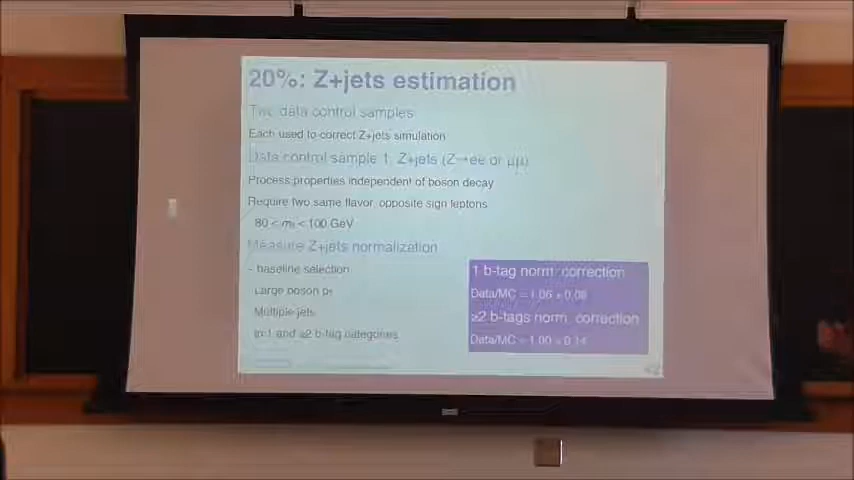 20%: Z+jets estimation
Two data control samples
Each used to correct Z+jets simulation
Data control sample 1: Z+jets (Z→ee or μμ)
Process properties independent of boson decay
Require two same flavor, opposite sign leptons
80 < mll < 100 GeV
Measure Z+jets normalization
- baseline selection
Large boson pT
Multiple jets
in 1 and ≥2 b-tag categories
1 b-tag norm. correction
Data/MC = 1.06 ± 0.08
≥2 b-tags norm. correction
Data/MC = 1.00 ± 0.14